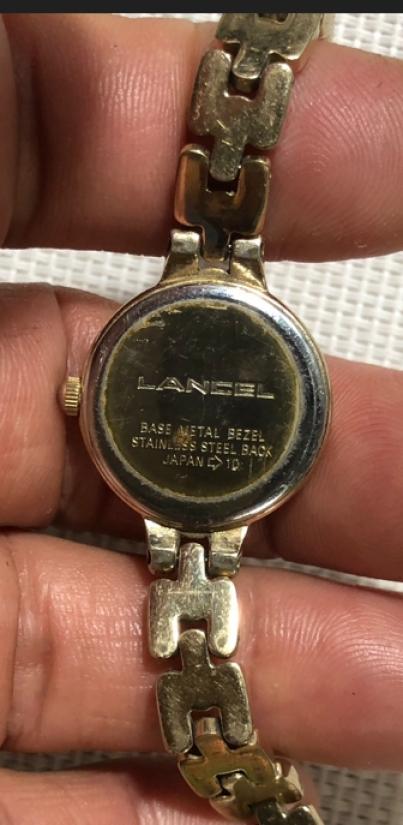 LANCEL
BASE METAL BEZEL
STAINLESS STEEL BACK
JAPAN ⇨ 10